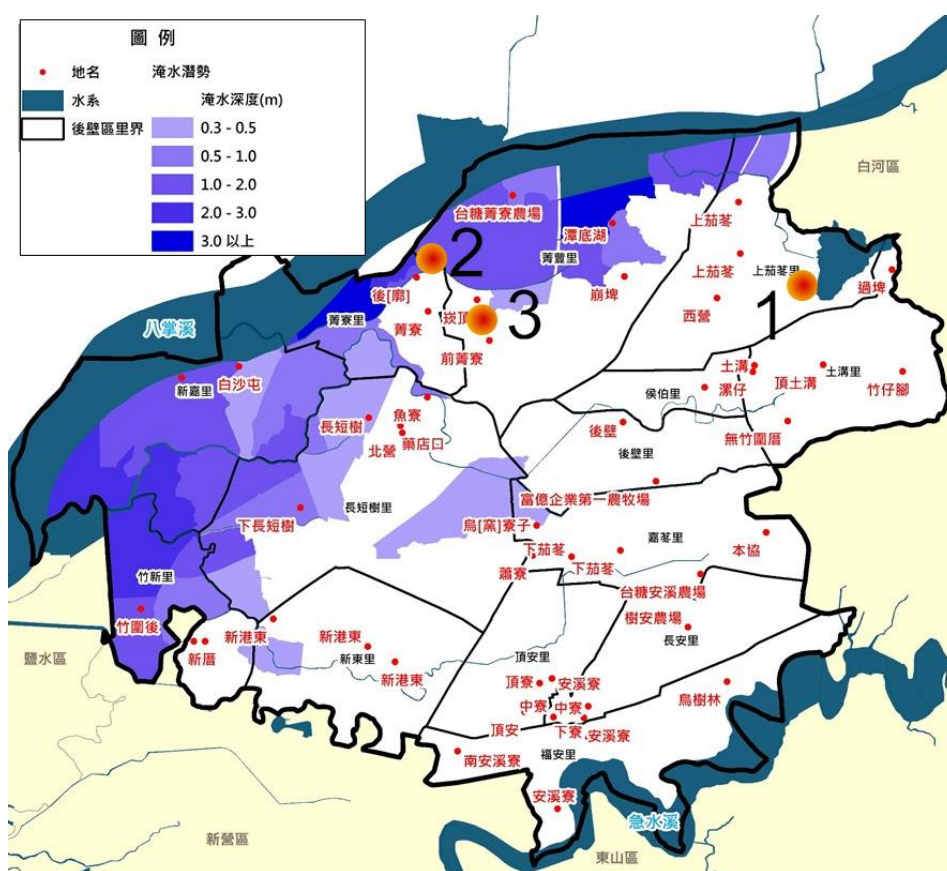 圖 例
地名
淹水潛勢
水系
淹水深度(m)
後壁區里界
0.3 - 0.5
0.5 - 1.0
1.0 - 2.0
2.0 - 3.0
3.0 以上
白河區
台糖菁寮農場
上茄苳
潭底湖
2
菁豐里
上茄苳
上茄苳里
後[廓]
崩埤
1
過埤
菁寮里
崁頂
3
西營
八掌溪
菁寮
前菁寮
白沙屯
新嘉里
土溝
頂土溝
土溝里
侯伯里
漯仔
竹仔腳
魚寮
長短樹
北營
藥店口
後壁
無竹圍厝
後壁里
富億企業第一農牧場
長短樹里
下長短樹
烏[窯]寮子
嘉苳里
本協
下茄苳
下茄苳
蕭寮
竹新里
台糖安溪農場
竹圍後
樹安農場
長安里
鹽水區
新厝
新港東
新港東
新東里
新港東
頂安里
頂寮
安溪寮
烏樹林
中寮
中寮
頂安
下寮
安溪寮
南安溪寮
福安里
安溪寮
急水溪
新營區
東山區